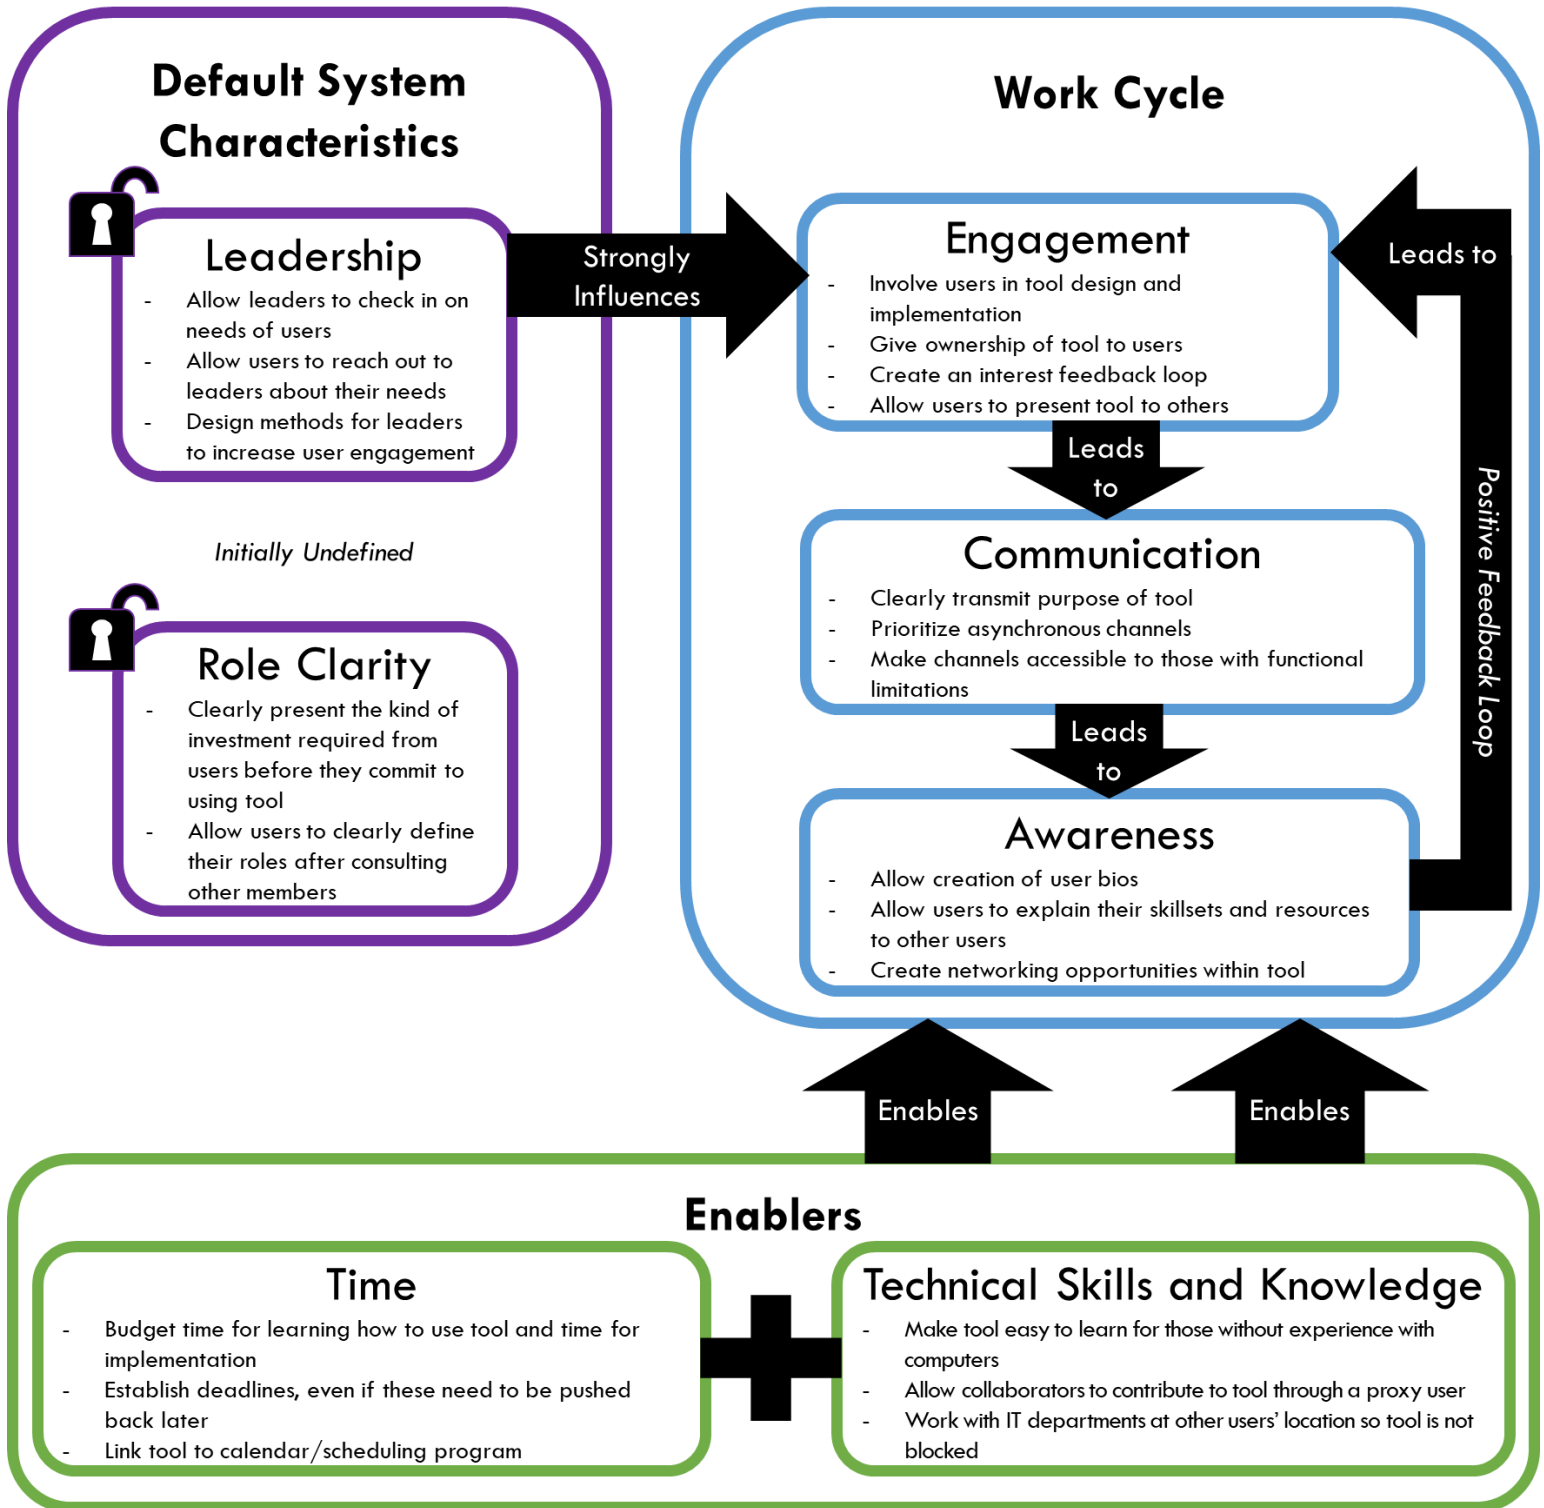 Default System
Characteristics
Leadership
- Allow leaders to check in on
needs of users
- Allow users to reach out to
leaders about their needs
- Design methods for leaders
to increase user engagement
Initially Undefined
Role Clarity
- Clearly present the kind of
investment required from
users before they commit to
using tool
- Allow users to clearly define
their roles after consulting
other members
Strongly
Influences
Work Cycle
Engagement
- Involve users in tool design and
implementation
- Give ownership of tool to users
- Create an interest feedback loop
- Allow users to present tool to others
Leads
to
Communication
- Clearly transmit purpose of tool
- Prioritize asynchronous channels
- Make channels accessible to those with functional
limitations
Leads
to
Awareness
- Allow creation of user bios
- Allow users to explain their skillsets and resources
to other users
- Create networking opportunities within tool
Leads to
Positive Feedback Loop
Enables
Enables
Enablers
Time
- Budget time for learning how to use tool and time for
implementation
- Establish deadlines, even if these need to be pushed
back later
- Link tool to calendar/scheduling program
Technical Skills and Knowledge
- Make tool easy to learn for those without experience with
computers
- Allow collaborators to contribute to tool through a proxy user
- Work with IT departments at other users’ location so tool is not
blocked